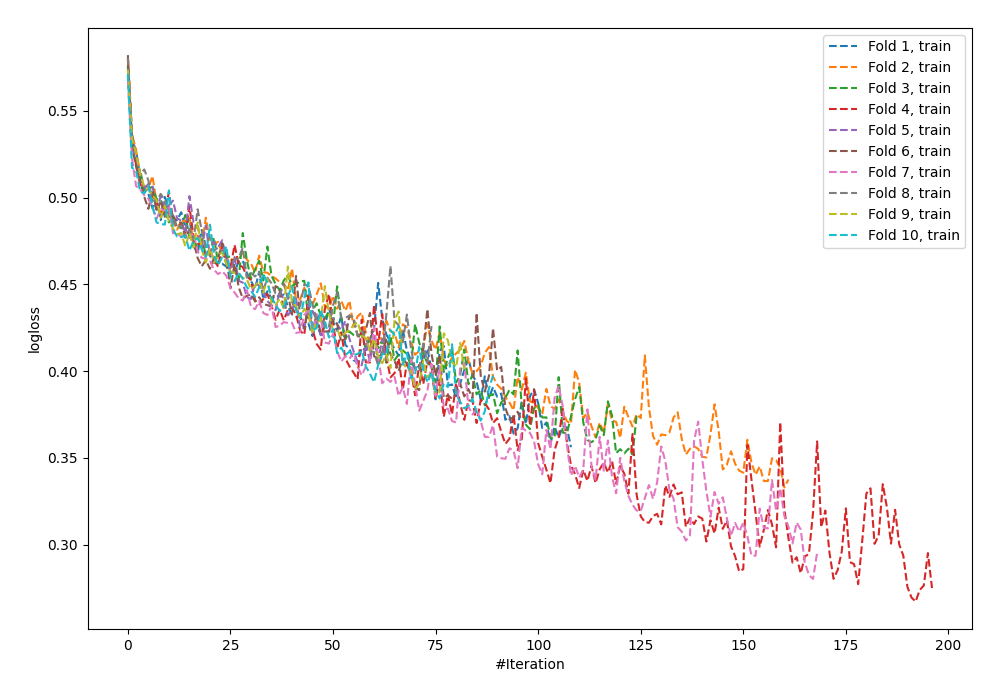 Fold 1, train
Fold 2, train
Fold 3, train
Fold 4, train
Fold 5, train
Fold 6, train
Fold 7, train
Fold 8, train
Fold 9, train
Fold 10, train
0.55
0.50
0.45
0.40
0.35
0.30
logloss
0 25 50 75 100 125 150 175 200
#Iteration